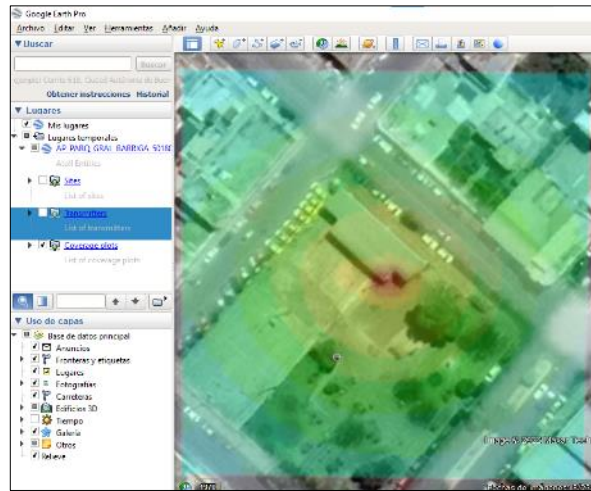 Google Earth Pro
Archivo Editar Ver Herramientas Añadir Ayuda
Buscar
Buscar
Obtener instrucciones Historial
Lugares
Mis lugares
Lugares temporales
AP_PARQ_GRAL_BARRIGA_50180
Sites
List of sites
Transmitters
List of transmitters
Coverage plots
List of coverage plots
Uso de capas
Base de datos principal
Anuncios
Fronteras y etiquetas
Lugares
Fotografías
Carreteras
Edificios 3D
Tiempo
Galería
Otros
Relieve